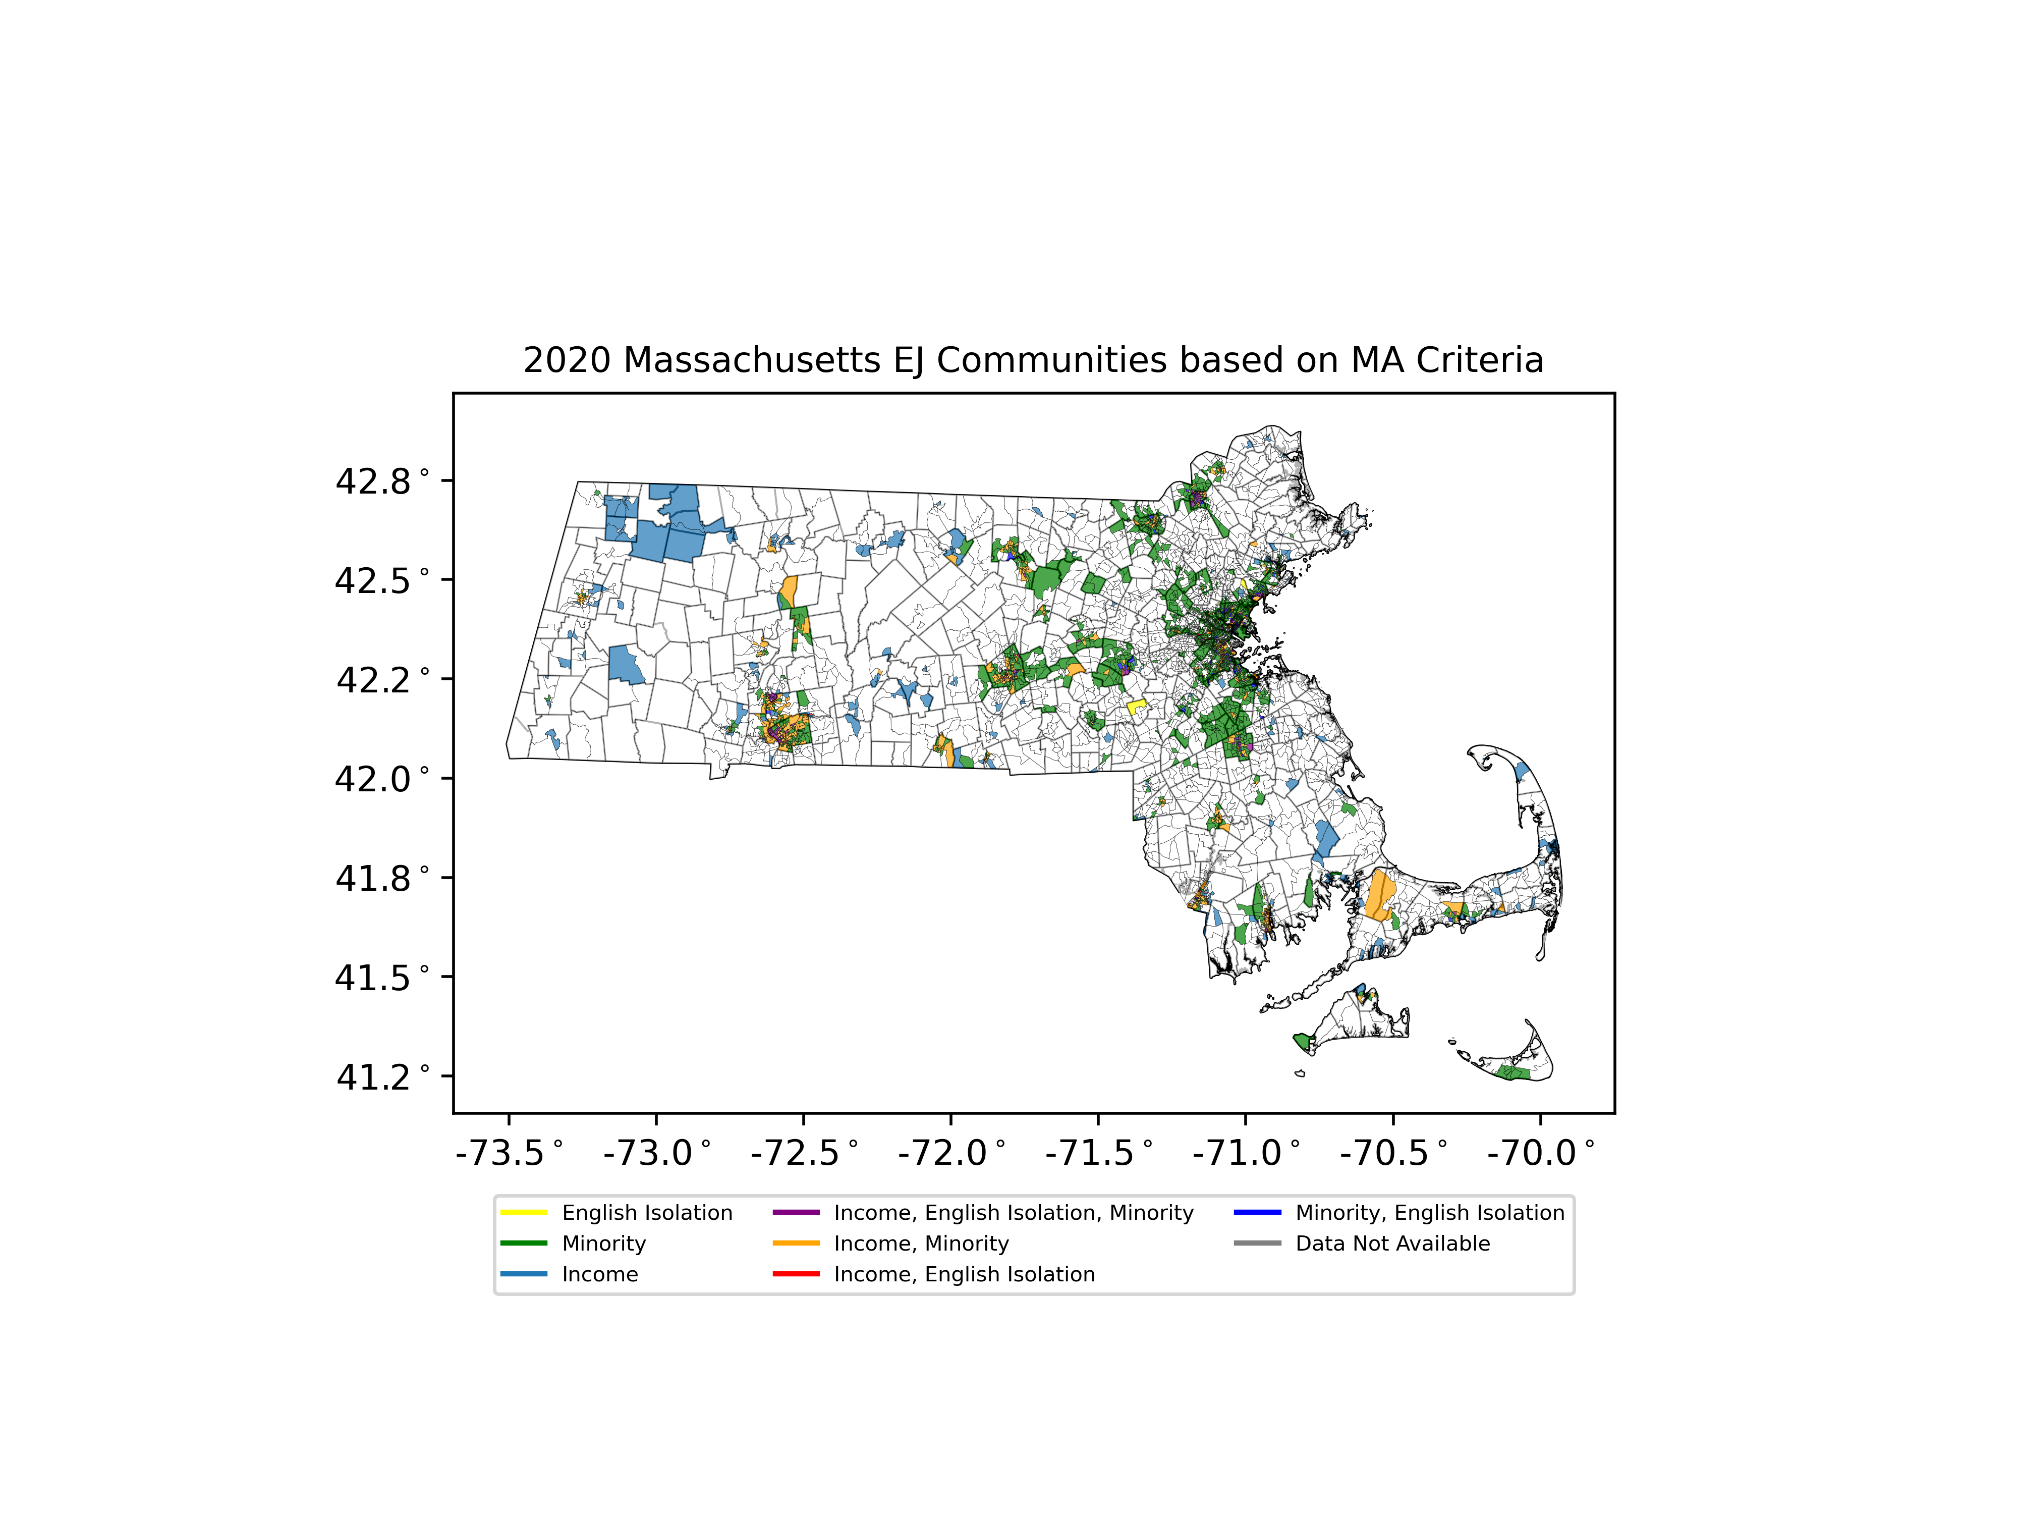 2020 Massachusetts EJ Communities based on MA Criteria
42.8°
42.5°
42.2°
42.0°
41.8°
41.5°
41.2°
-73.5° -73.0° -72.5° -72.0° -71.5° -71.0° -70.5° -70.0°
English Isolation Income, English Isolation, Minority Minority, English Isolation
Minority Income, Minority Data Not Available
Income Income, English Isolation